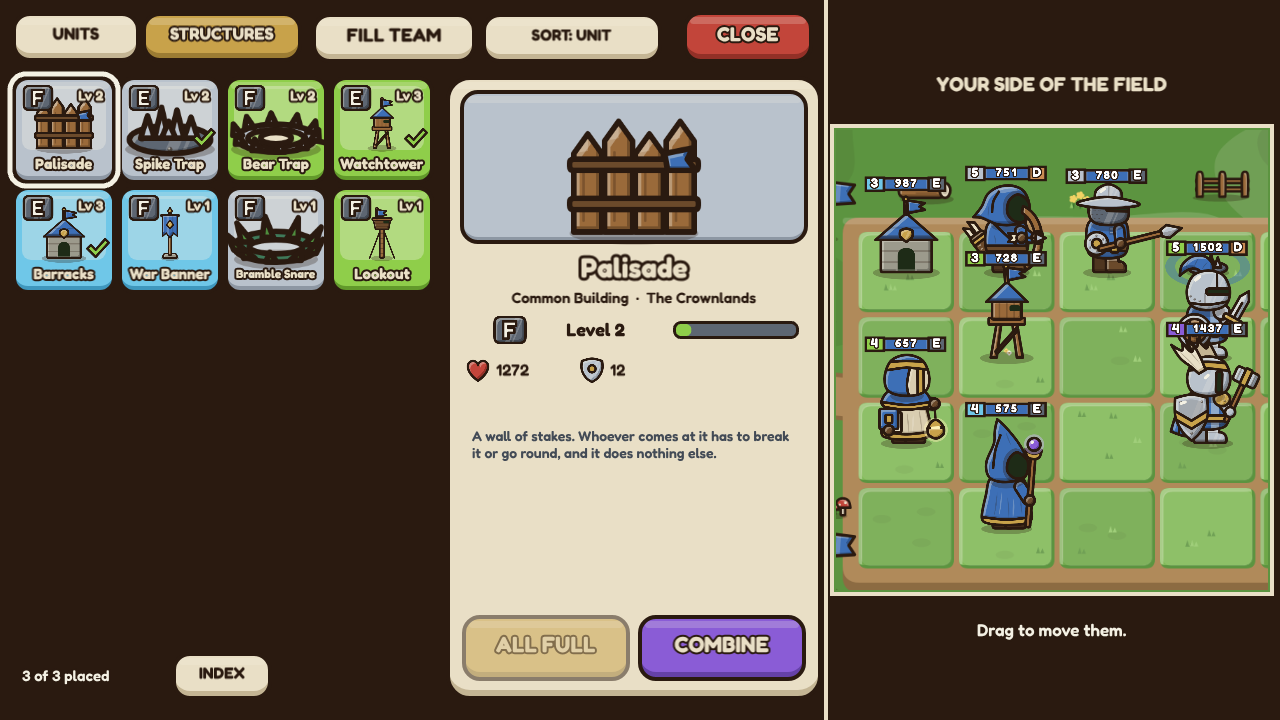 UNITS
STRUCTURES
FILL TEAM
SORT: UNIT
CLOSE
F Lv 2
Palisade
E Lv 2
Spike Trap
F Lv 2
Bear Trap
E Lv 3
Watchtower
E Lv 3
Barracks
F Lv 1
War Banner
F Lv 1
Bramble Snare
F Lv 1
Lookout
3 of 3 placed
INDEX
Palisade
Common Building · The Crownlands
F Level 2
1272 12
A wall of stakes. Whoever comes at it has to break
it or go round, and it does nothing else.
ALL FULL
COMBINE
YOUR SIDE OF THE FIELD
3 987 E
5 751 D
3 780 E
3 728 E
5 1502 D
4 657 E
4 1437 E
4 575 E
Drag to move them.